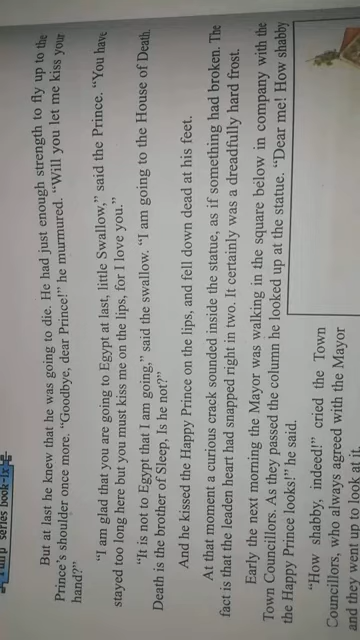 series book-ix
But at last he knew that he was going to die. He had just enough strength to fly up to the
Prince's shoulder once more. "Goodbye, dear Prince!" he murmured. "Will you let me kiss your
hand?"
"I am glad that you are going to Egypt at last, little Swallow," said the Prince. "You have
stayed too long here but you must kiss me on the lips, for I love you."
"It is not to Egypt that I am going," said the swallow. "I am going to the House of Death.
Death is the brother of Sleep, Is he not?"
And he kissed the Happy Prince on the lips, and fell down dead at his feet.
At that moment a curious crack sounded inside the statue, as if something had broken. The
fact is that the leaden heart had snapped right in two. It certainly was a dreadfully hard frost.
Early the next morning the Mayor was walking in the square below in company with the
Town Councillors. As they passed the column he looked up at the statue. "Dear me! How shabby
the Happy Prince looks!" he said.
"How shabby, indeed!" cried the Town
Councillors, who always agreed with the Mayor
and they went up to look at it.